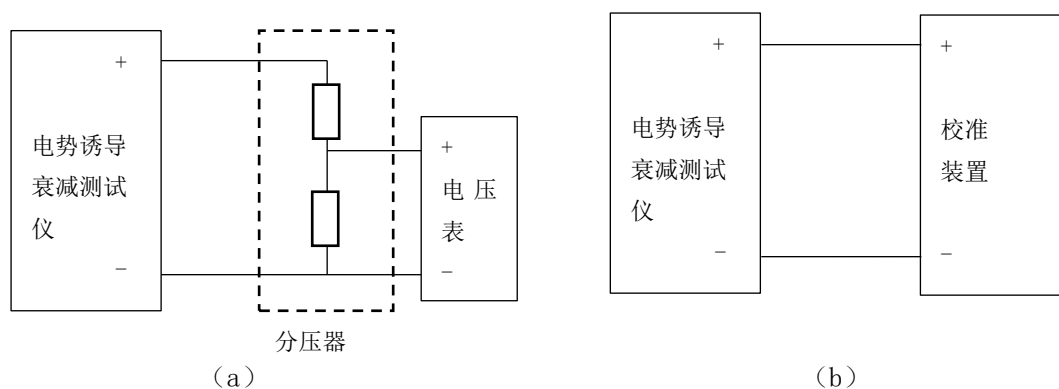 +
电势诱导
衰减测试
仪
−
+
电 压
表
−
分压器
（a）
+
电势诱导
衰减测试
仪
−
+
校准
装置
−
（b）